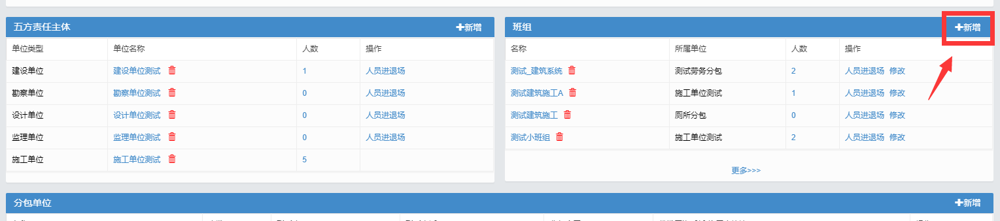 五方责任主体 新增
单位类型 单位名称 人数 操作
建设单位 建设单位测试 1 人员进退场
勘察单位 勘察单位测试 0 人员进退场
设计单位 设计单位测试 0 人员进退场
监理单位 监理单位测试 0 人员进退场
施工单位 施工单位测试 5
班组 新增
名称 所属单位 人数 操作
测试_建筑系统 测试劳务分包 2 人员进退场 修改
测试建筑施工A 施工单位测试 1 人员进退场 修改
测试建筑施工 厕所分包 0 人员进退场 修改
测试小班组 施工单位测试 2 人员进退场 修改
更多>>>
分包单位 新增